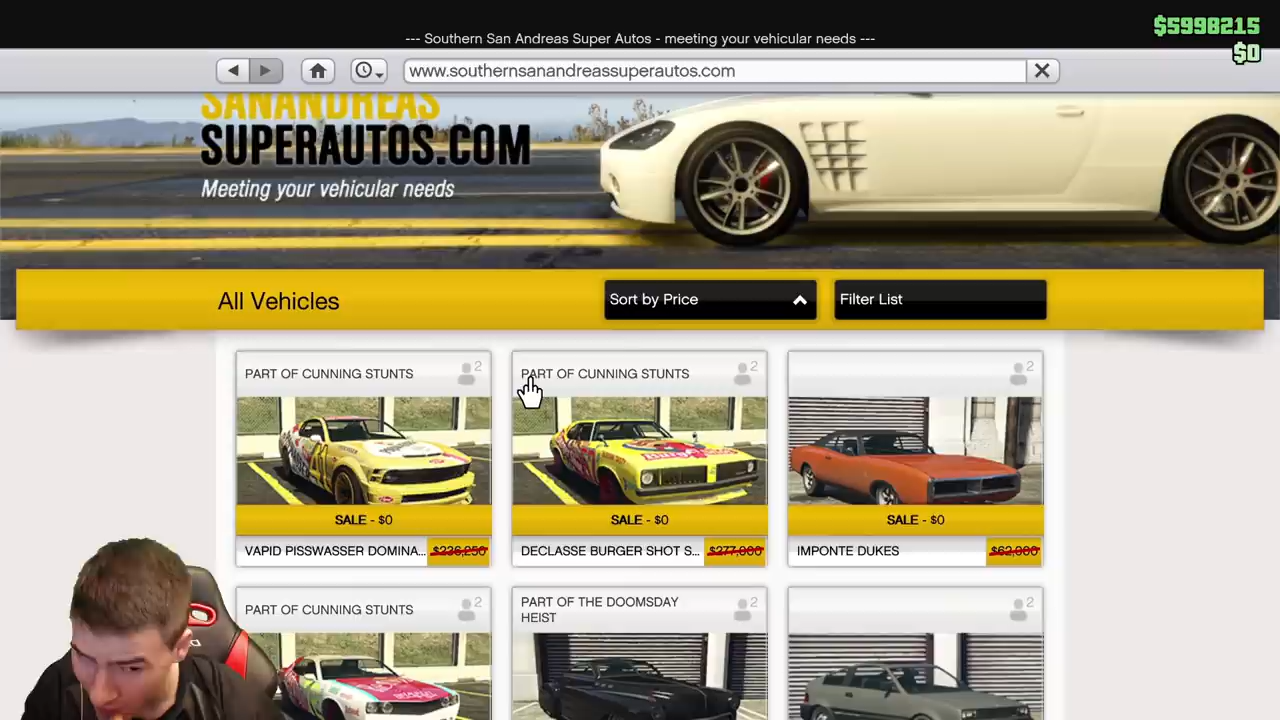 --- Southern San Andreas Super Autos - meeting your vehicular needs ---
$5998215
$0
www.southernsanandreassuperautos.com
SANANDREAS
SUPERAUTOS.COM
Meeting your vehicular needs
All Vehicles
Sort by Price
Filter List
PART OF CUNNING STUNTS
2
PART OF CUNNING STUNTS
2
2
SALE - $0
SALE - $0
SALE - $0
VAPID PISSWASSER DOMINA...
$236,250
DECLASSE BURGER SHOT S...
$277,000
IMPONTE DUKES
$62,000
PART OF CUNNING STUNTS
2
PART OF THE DOOMSDAY
HEIST
2
2